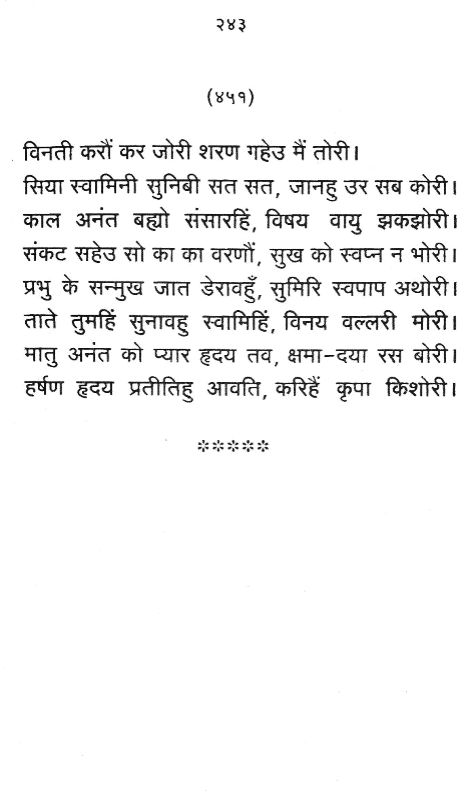 २४३
(४५१)
विनती करौं कर जोरी शरण गहेउ मैं तोरी।
सिया स्वामिनी सुनिबी सत सत, जानहु उर सब कोरी।
काल अनंत बह्यो संसारहिं, विषय वायु झकझोरी।
संकट सहेउ सो का का वरणौं, सुख को स्वप्न न भोरी।
प्रभु के सन्मुख जात डेरावहुँ, सुमिरि स्वपाप अथोरी।
ताते तुमहिं सुनावहु स्वामिहिं, विनय वल्लरी मोरी।
मातु अनंत को प्यार हृदय तव, क्षमा-दया रस बोरी।
हर्षण हृदय प्रतीतिहु आवति, करिहैं कृपा किशोरी।
*****